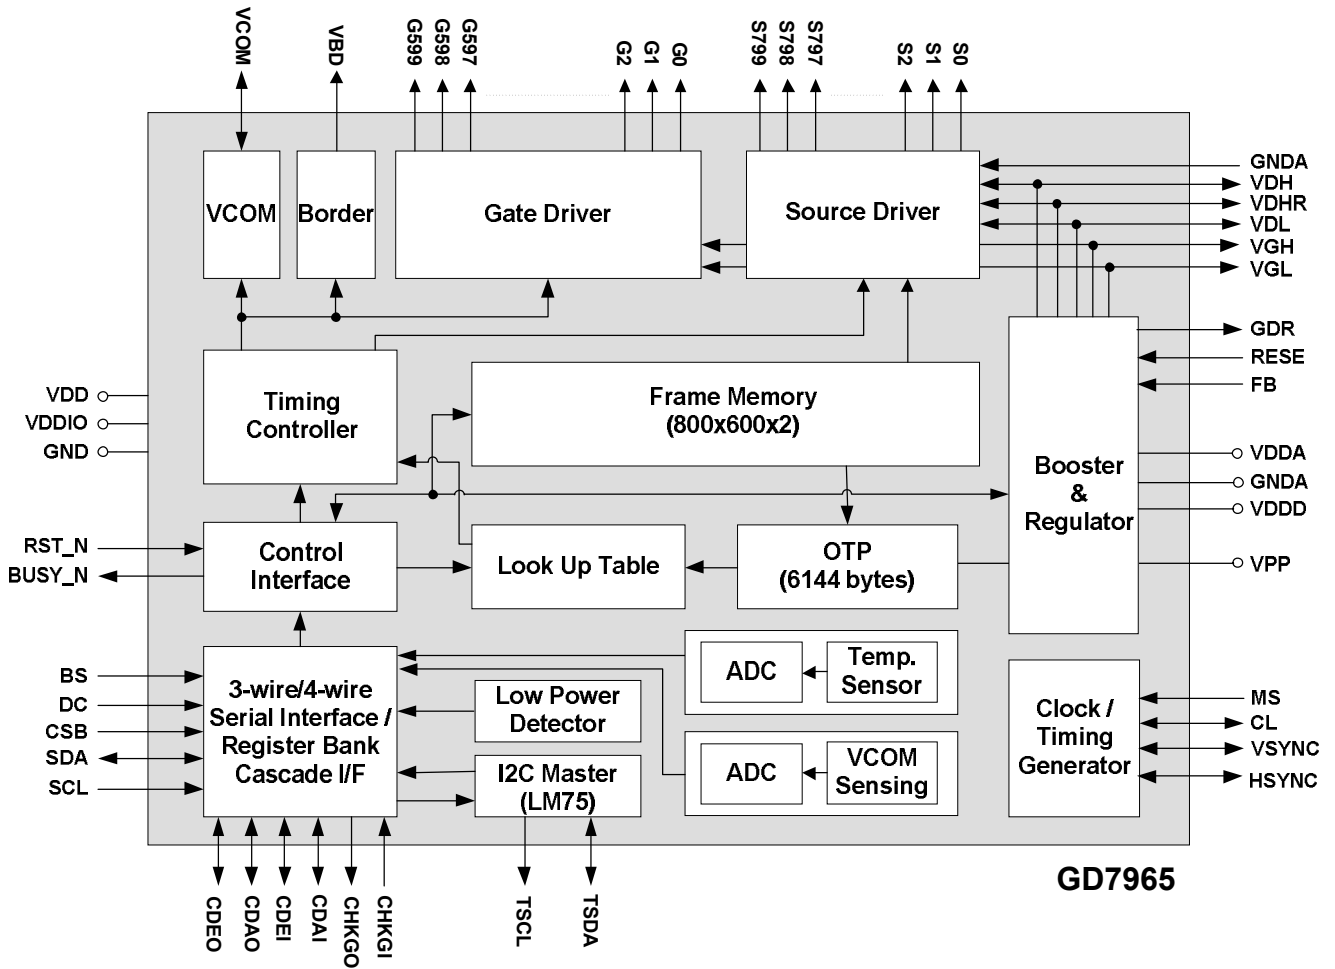 VCOM
VBD
G599
G598
G597
G2
G1
G0
S799
S798
S797
S2
S1
S0
VCOM
Border
Gate Driver
Source Driver
GNDA
VDH
VDHR
VDL
VGH
VGL
GDR
RESE
FB
VDD
VDDIO
GND
Timing
Controller
Frame Memory
(800x600x2)
Booster
&
Regulator
VDDA
GNDA
VDDD
VPP
RST_N
BUSY_N
Control
Interface
Look Up Table
OTP
(6144 bytes)
BS
DC
CSB
SDA
SCL
3-wire/4-wire
Serial Interface /
Register Bank
Cascade I/F
Low Power
Detector
I2C Master
(LM75)
ADC
Temp.
Sensor
ADC
VCOM
Sensing
Clock /
Timing
Generator
MS
CL
VSYNC
HSYNC
GD7965
CDEO
CDAO
CDEI
CDAI
CHKGO
CHKGI
TSCL
TSDA